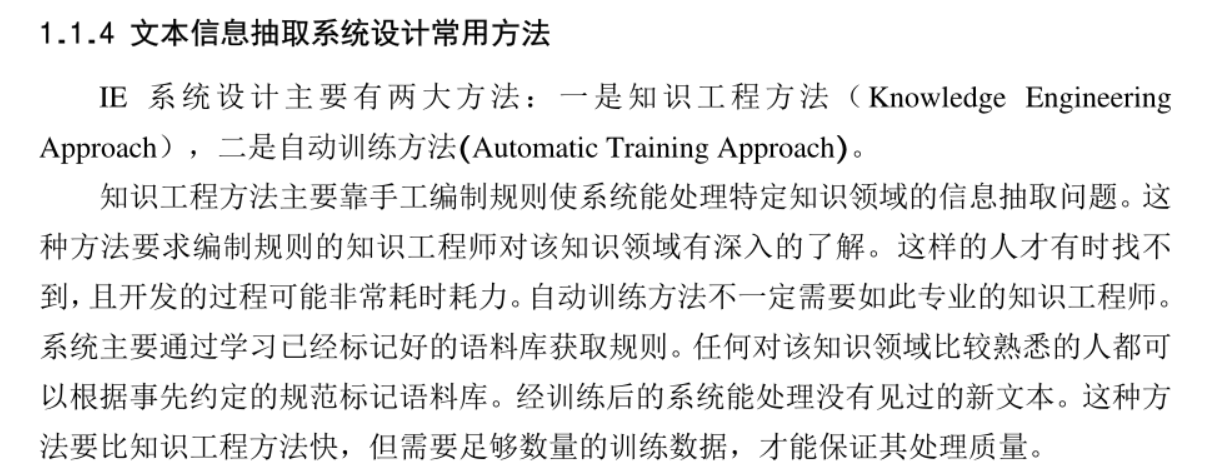 1.1.4 文本信息抽取系统设计常用方法
IE 系统设计主要有两大方法：一是知识工程方法（Knowledge Engineering
Approach），二是自动训练方法(Automatic Training Approach)。
知识工程方法主要靠手工编制规则使系统能处理特定知识领域的信息抽取问题。这
种方法要求编制规则的知识工程师对该知识领域有深入的了解。这样的人才有时找不
到，且开发的过程可能非常耗时耗力。自动训练方法不一定需要如此专业的知识工程师。
系统主要通过学习已经标记好的语料库获取规则。任何对该知识领域比较熟悉的人都可
以根据事先约定的规范标记语料库。经训练后的系统能处理没有见过的新文本。这种方
法要比知识工程方法快，但需要足够数量的训练数据，才能保证其处理质量。